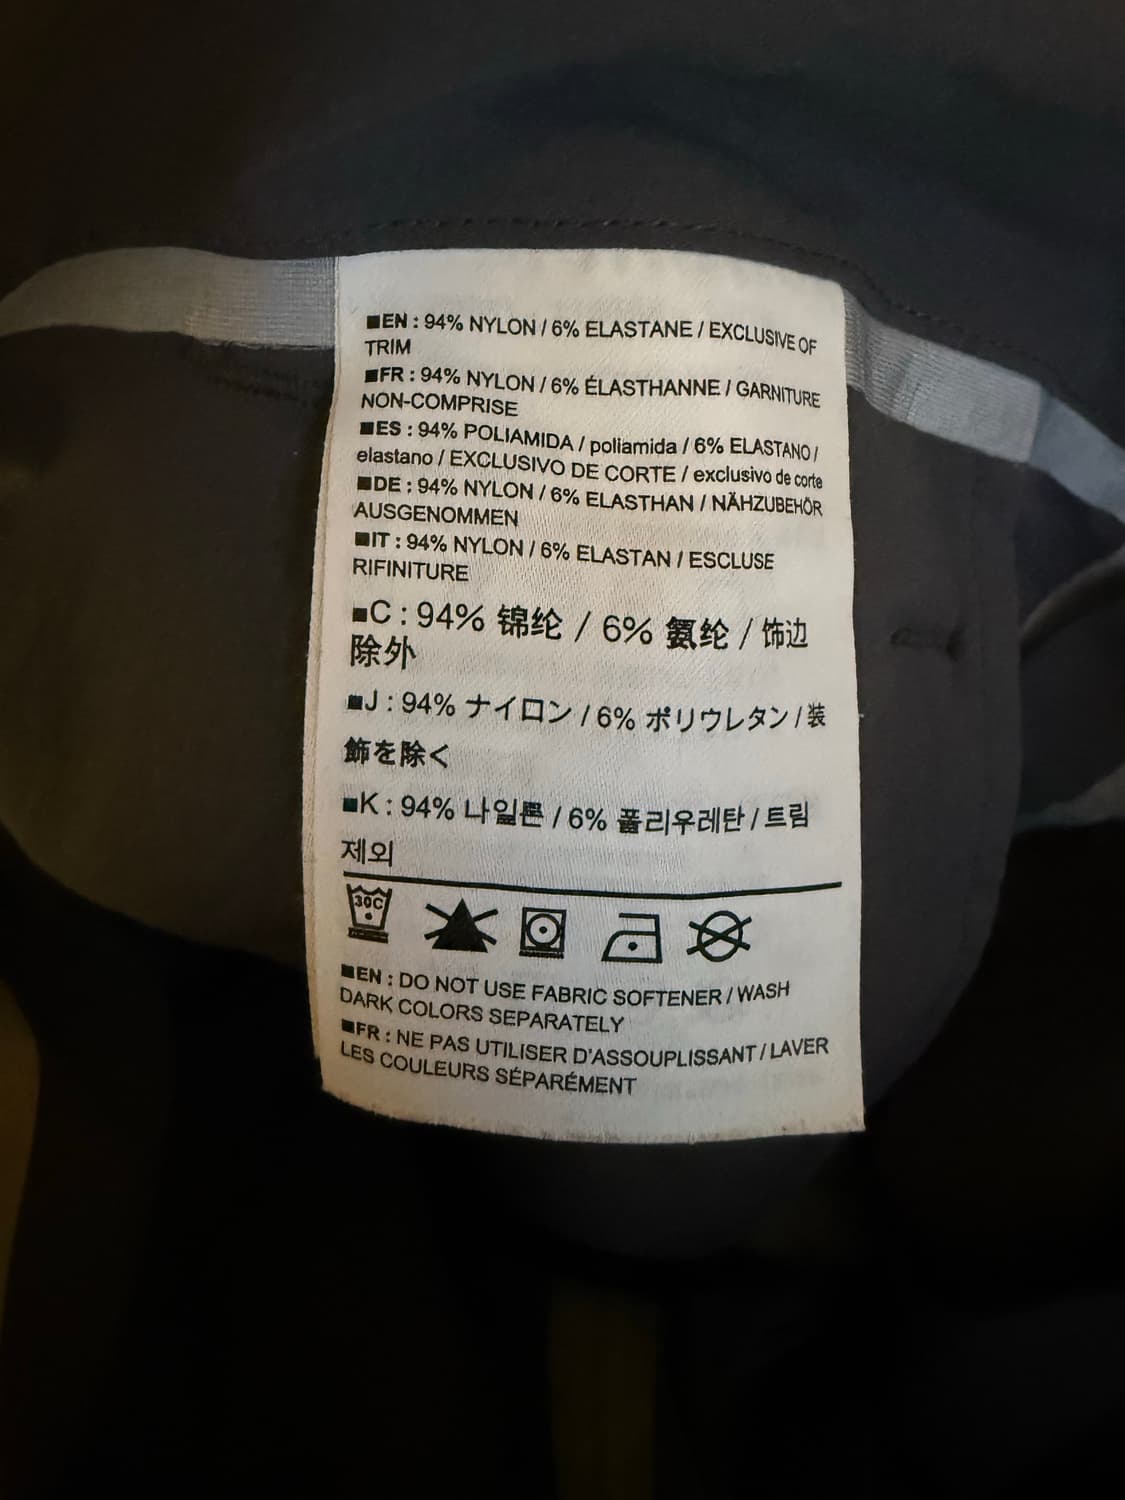 ■EN : 94% NYLON / 6% ELASTANE / EXCLUSIVE OF
TRIM
■FR : 94% NYLON / 6% ÉLASTHANNE / GARNITURE
NON-COMPRISE
■ES : 94% POLIAMIDA / poliamida / 6% ELASTANO /
elastano / EXCLUSIVO DE CORTE / exclusivo de corte
■DE : 94% NYLON / 6% ELASTHAN / NÄHZUBEHÖR
AUSGENOMMEN
■IT : 94% NYLON / 6% ELASTAN / ESCLUSE
RIFINITURE
■C : 94% 锦纶 / 6% 氨纶 / 饰边
除外
■J : 94% ナイロン / 6% ポリウレタン / 装
飾を除く
■K : 94% 나일론 / 6% 폴리우레탄 / 트림
제외
30C
■EN : DO NOT USE FABRIC SOFTENER / WASH
DARK COLORS SEPARATELY
■FR : NE PAS UTILISER D'ASSOUPLISSANT / LAVER
LES COULEURS SÉPARÉMENT